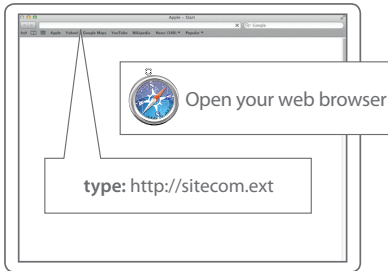 Apple – Start
Google
Apple Yahoo! Google Maps YouTube Wikipedia News (198) ▾ Popular ▾
Open your web browser
type: http://sitecom.ext